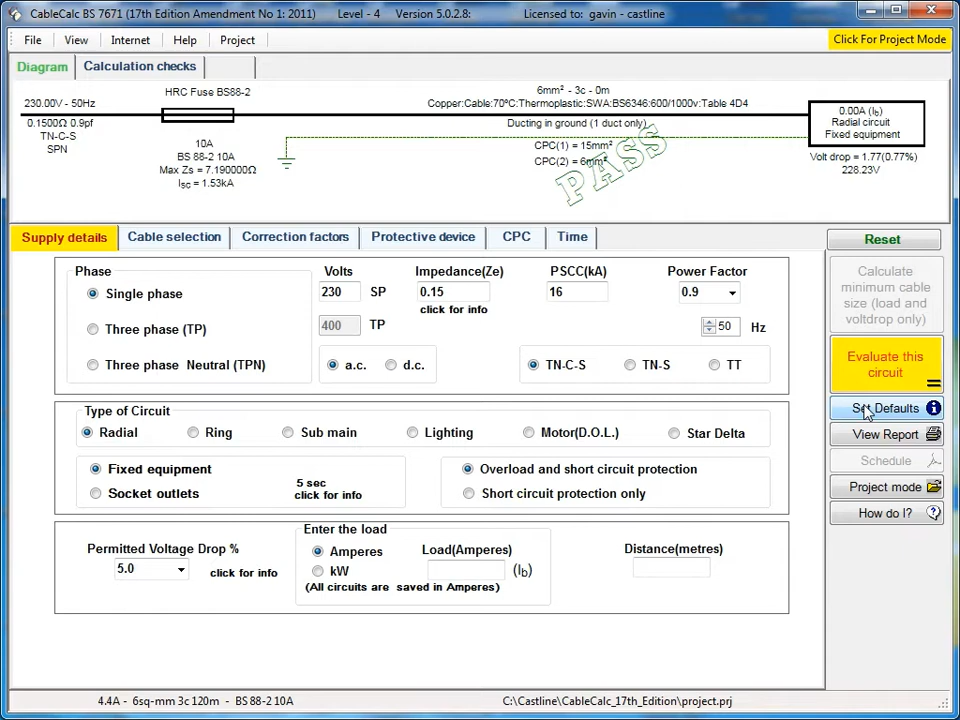 CableCalc BS 7671 (17th Edition Amendment No 1: 2011) Level - 4 Version 5.0.2.8: Licensed to: gavin - castline
File View Internet Help Project Click For Project Mode
Diagram Calculation checks
HRC Fuse BS88-2
6mm² - 3c - 0m
230.00V - 50Hz
Copper:Cable:70ºC:Thermoplastic:SWA:BS6346:600/1000v:Table 4D4
0.00A (Ib)
Radial circuit
Fixed equipment
0.1500Ω 0.9pf
TN-C-S
SPN
10A
BS 88-2 10A
Max Zs = 7.190000Ω
Isc = 1.53kA
Ducting in ground (1 duct only)
CPC(1) = 15mm²
CPC(2) = 6mm²
PASS
Volt drop = 1.77(0.77%)
228.23V
Supply details Cable selection Correction factors Protective device CPC Time
Reset
Phase
Single phase
Three phase (TP)
Three phase Neutral (TPN)
Volts Impedance(Ze) PSCC(kA) Power Factor
230 SP 0.15 16 0.9
click for info
400 TP 50 Hz
a.c. d.c. TN-C-S TN-S TT
Calculate
minimum cable
size (load and
voltdrop only)
Evaluate this
circuit
Set Defaults
View Report
Schedule
Project mode
How do I?
Type of Circuit
Radial Ring Sub main Lighting Motor(D.O.L.) Star Delta
Fixed equipment
Socket outlets
5 sec
click for info
Overload and short circuit protection
Short circuit protection only
Permitted Voltage Drop %
5.0 click for info
Enter the load
Amperes
kW
Load(Amperes)
(Ib)
(All circuits are saved in Amperes)
Distance(metres)
4.4A - 6sq-mm 3c 120m - BS 88-2 10A C:\Castline\CableCalc_17th_Edition\project.prj